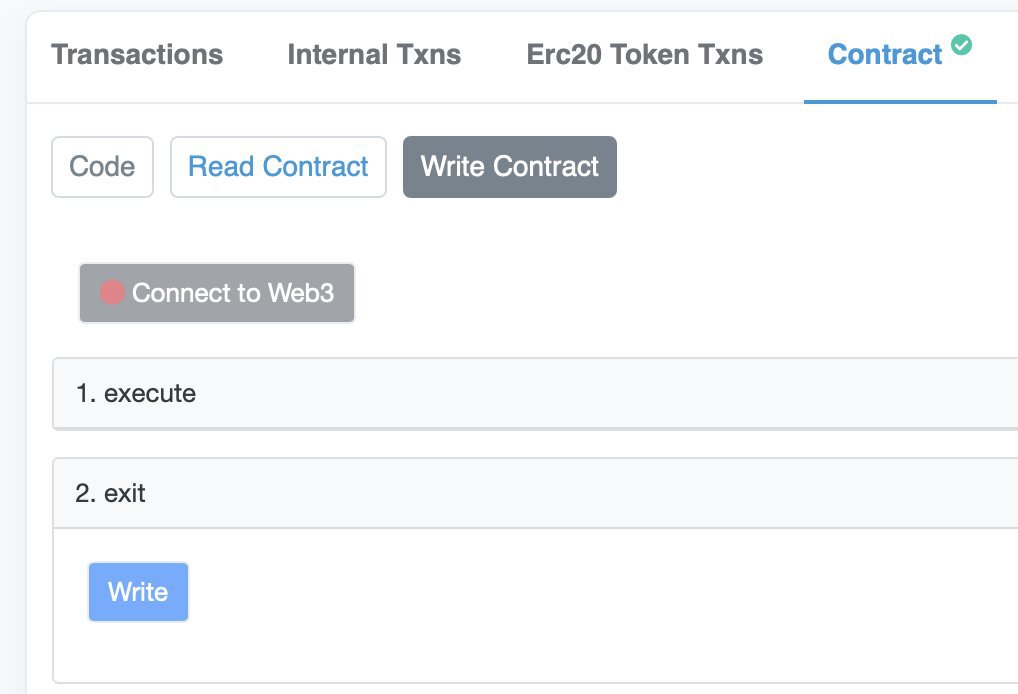 Transactions Internal Txns Erc20 Token Txns Contract
Code Read Contract Write Contract
Connect to Web3
1. execute
2. exit
Write